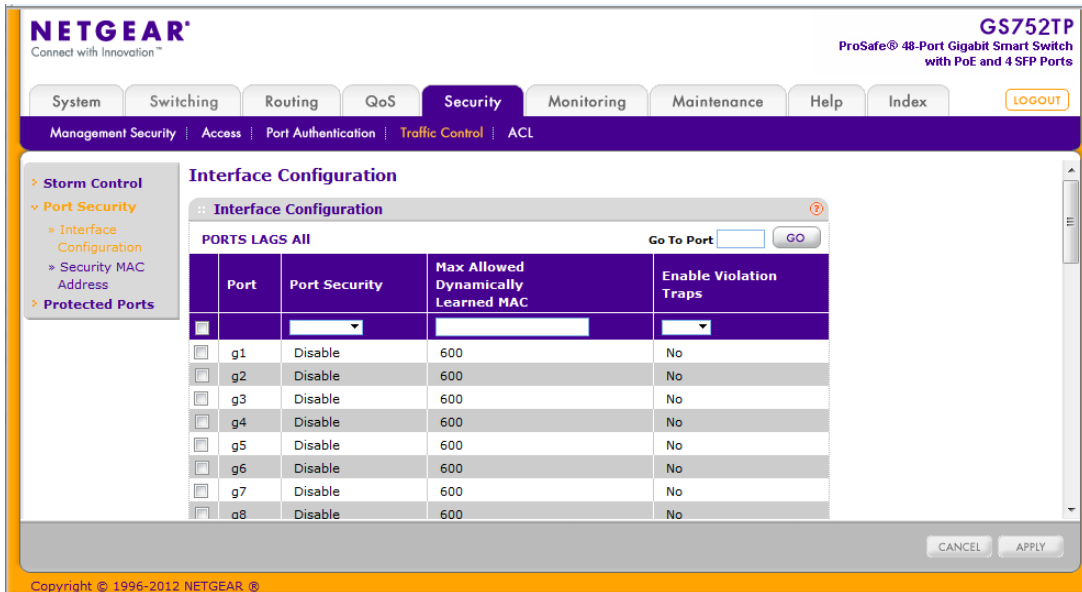 NETGEAR®
Connect with Innovation™
GS752TP
ProSafe® 48-Port Gigabit Smart Switch
with PoE and 4 SFP Ports
System Switching Routing QoS Security Monitoring Maintenance Help Index LOGOUT
Management Security | Access | Port Authentication | Traffic Control | ACL
Storm Control
Port Security
» Interface
Configuration
» Security MAC
Address
Protected Ports
Interface Configuration
Interface Configuration ?
PORTS LAGS All Go To Port GO
Port Port Security Max Allowed Dynamically Learned MAC Enable Violation Traps
g1 Disable 600 No
g2 Disable 600 No
g3 Disable 600 No
g4 Disable 600 No
g5 Disable 600 No
g6 Disable 600 No
g7 Disable 600 No
g8 Disable 600 No
CANCEL APPLY
Copyright © 1996-2012 NETGEAR ®